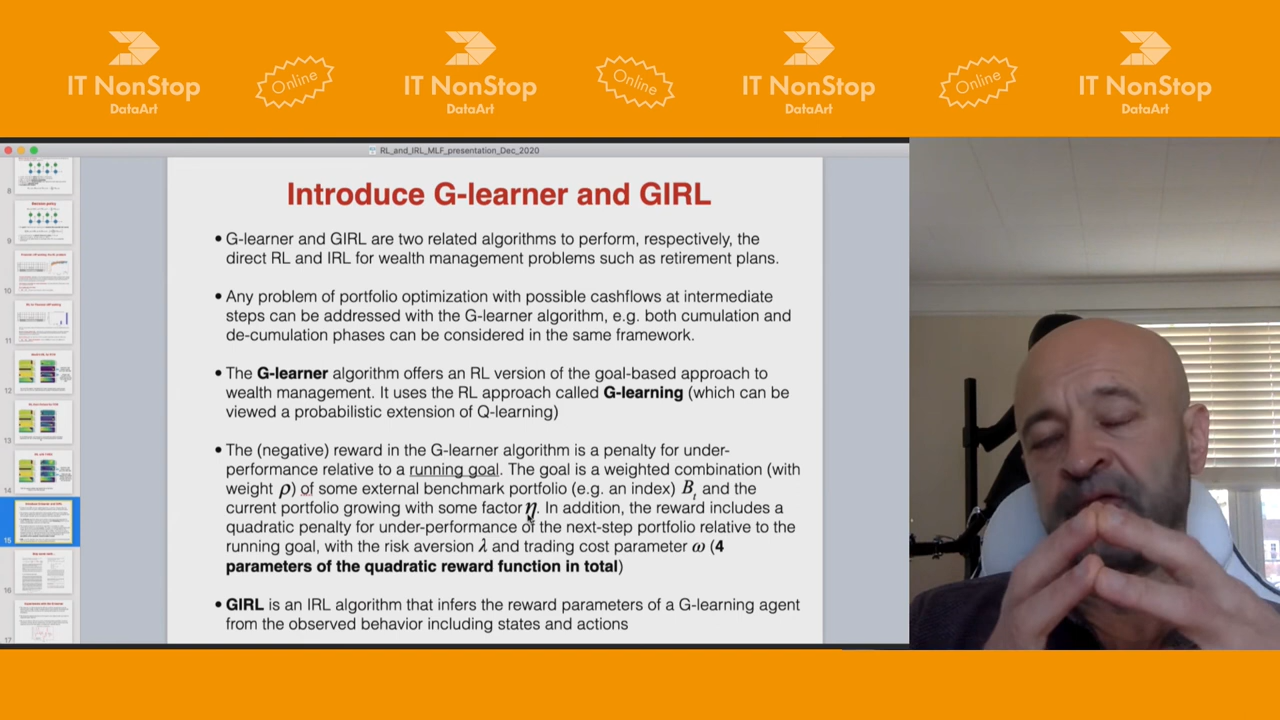 IT NonStop
DataArt
Online
IT NonStop
DataArt
Online
IT NonStop
DataArt
Online
IT NonStop
DataArt
RL_and_IRL_MLF_presentation_Dec_2020
Introduce G-learner and GIRL
• G-learner and GIRL are two related algorithms to perform, respectively, the
direct RL and IRL for wealth management problems such as retirement plans.
• Any problem of portfolio optimization with possible cashflows at intermediate
steps can be addressed with the G-learner algorithm, e.g. both cumulation and
de-cumulation phases can be considered in the same framework.
• The G-learner algorithm offers an RL version of the goal-based approach to
wealth management. It uses the RL approach called G-learning (which can be
viewed a probabilistic extension of Q-learning)
• The (negative) reward in the G-learner algorithm is a penalty for under-
performance relative to a running goal. The goal is a weighted combination (with
weight ρ) of some external benchmark portfolio (e.g. an index) B_t and the
current portfolio growing with some factor η. In addition, the reward includes a
quadratic penalty for under-performance of the next-step portfolio relative to the
running goal, with the risk aversion λ and trading cost parameter ω (4
parameters of the quadratic reward function in total)
• GIRL is an IRL algorithm that infers the reward parameters of a G-learning agent
from the observed behavior including states and actions
8
9
10
11
12
13
14
15
16
17